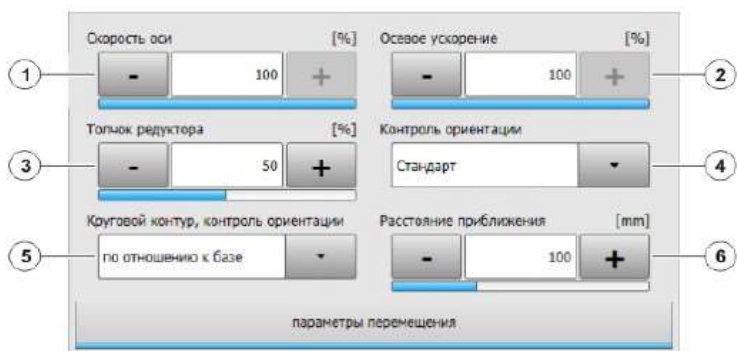 Скорость оси [%] Осевое ускорение [%]
1 - 100 + - 100 + 2
Толчок редуктора [%] Контроль ориентации
3 - 50 + Стандарт 4
Круговой контур, контроль ориентации Расстояние приближения [mm]
5 по отношению к базе - 100 + 6
параметры перемещения